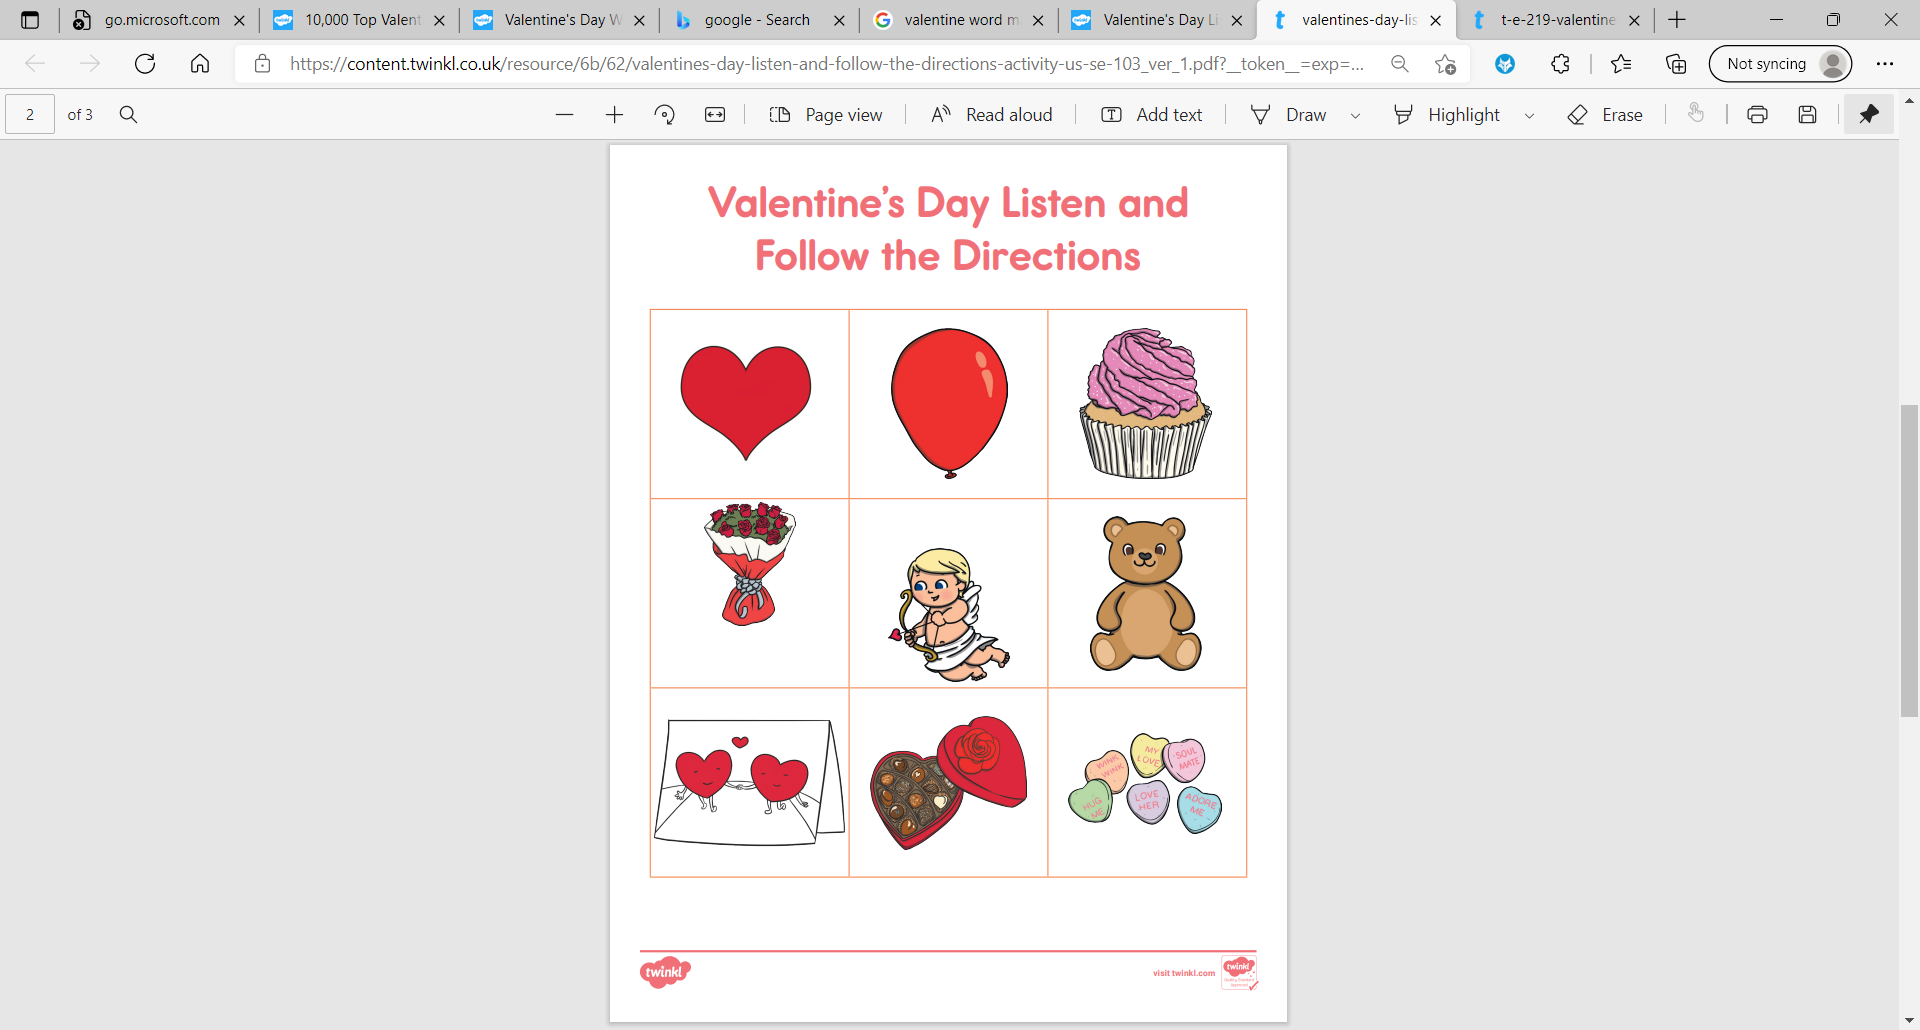 go.microsoft.com
10,000 Top Valent
Valentine's Day W
google - Search
valentine word m
Valentine's Day Li
valentines-day-lis
t-e-219-valentine
https://content.twinkl.co.uk/resource/6b/62/valentines-day-listen-and-follow-the-directions-activity-us-se-103_ver_1.pdf?__token__=exp=...
Not syncing
2 of 3
Page view
Read aloud
Add text
Draw
Highlight
Erase
Valentine's Day Listen and
Follow the Directions
WINK
WINK
MY
LOVE
SOUL
MATE
HUG
ME
LOVE
HER
ADORE
ME
twinkl
visit twinkl.com
twinkl